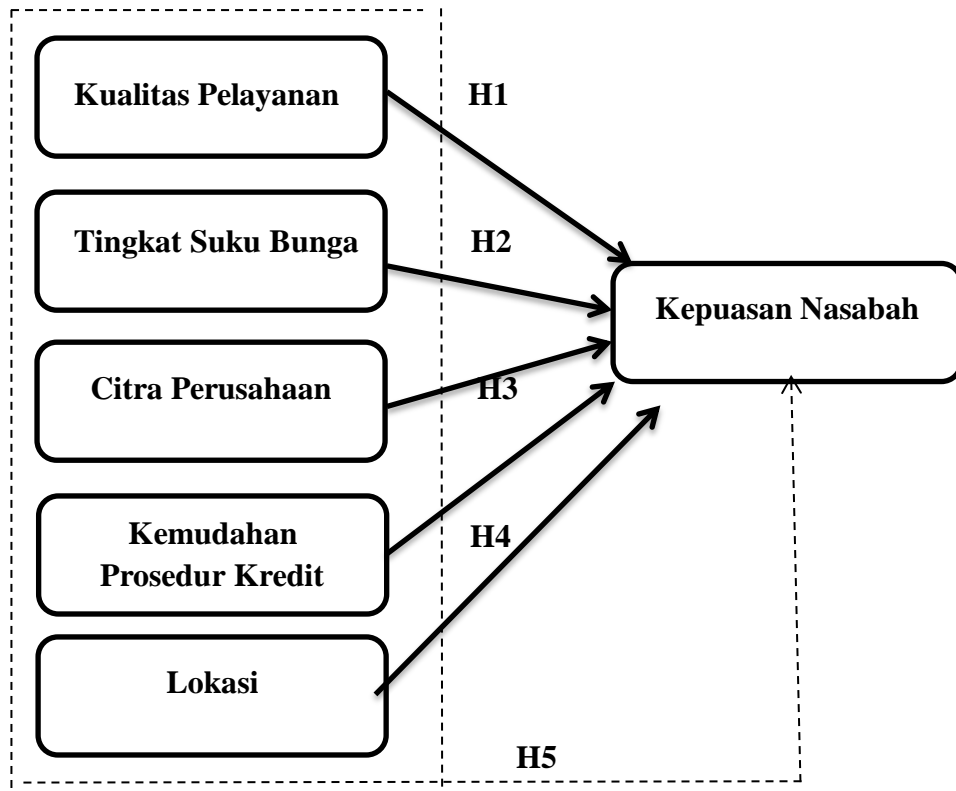 Kualitas Pelayanan
H1
Tingkat Suku Bunga
H2
Kepuasan Nasabah
Citra Perusahaan
H3
Kemudahan
Prosedur Kredit
H4
Lokasi
H5